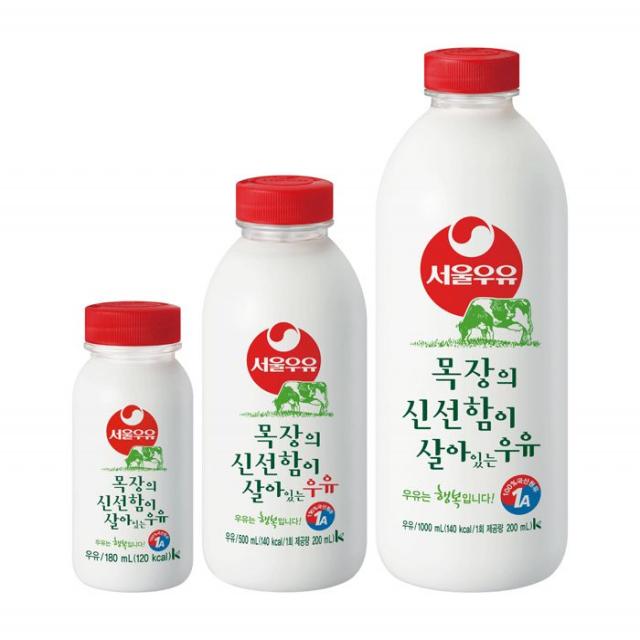 서울우유
목장의
신선함이
살아있는우유
우유는 행복입니다!
1A
우유/180 mL(120 kcal)K
서울우유
목장의
신선함이
살아있는우유
우유는 행복입니다!
1A
우유/500 mL(140 kcal/1회 제공량 200 mL)K
서울우유
목장의
신선함이
살아있는우유
우유는 행복입니다!
100%국산원유
1A
우유/1000 mL(140 kcal/1회 제공량 200 mL)K